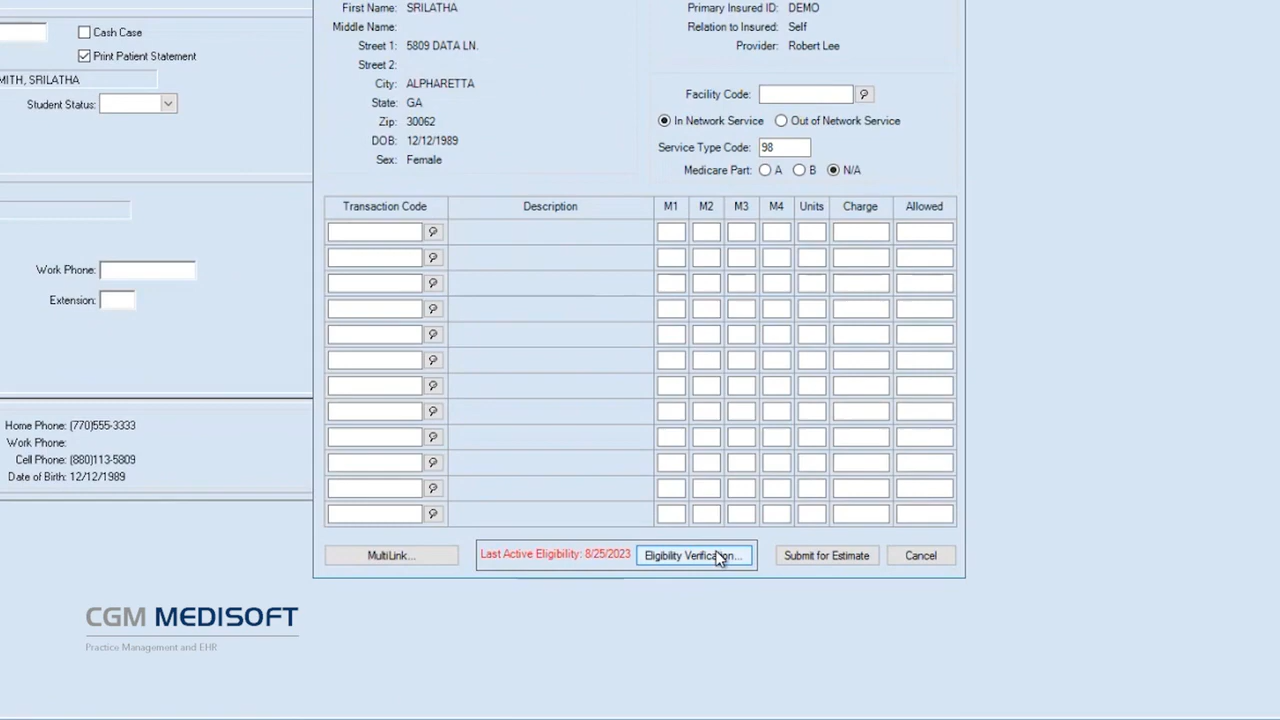 Cash Case
Print Patient Statement
MITH, SRILATHA
Student Status:
Work Phone:
Extension:
Home Phone: (770)555-3333
Work Phone:
Cell Phone: (880)113-5809
Date of Birth: 12/12/1989
First Name: SRILATHA
Middle Name:
Street 1: 5809 DATA LN.
Street 2:
City: ALPHARETTA
State: GA
Zip: 30062
DOB: 12/12/1989
Sex: Female
Primary Insured ID: DEMO
Relation to Insured: Self
Provider: Robert Lee
Facility Code:
In Network Service Out of Network Service
Service Type Code: 98
Medicare Part: A B N/A
Transaction Code Description M1 M2 M3 M4 Units Charge Allowed
MultiLink... Last Active Eligibility: 8/25/2023 Eligibility Verification... Submit for Estimate Cancel
CGM MEDISOFT
Practice Management and EHR